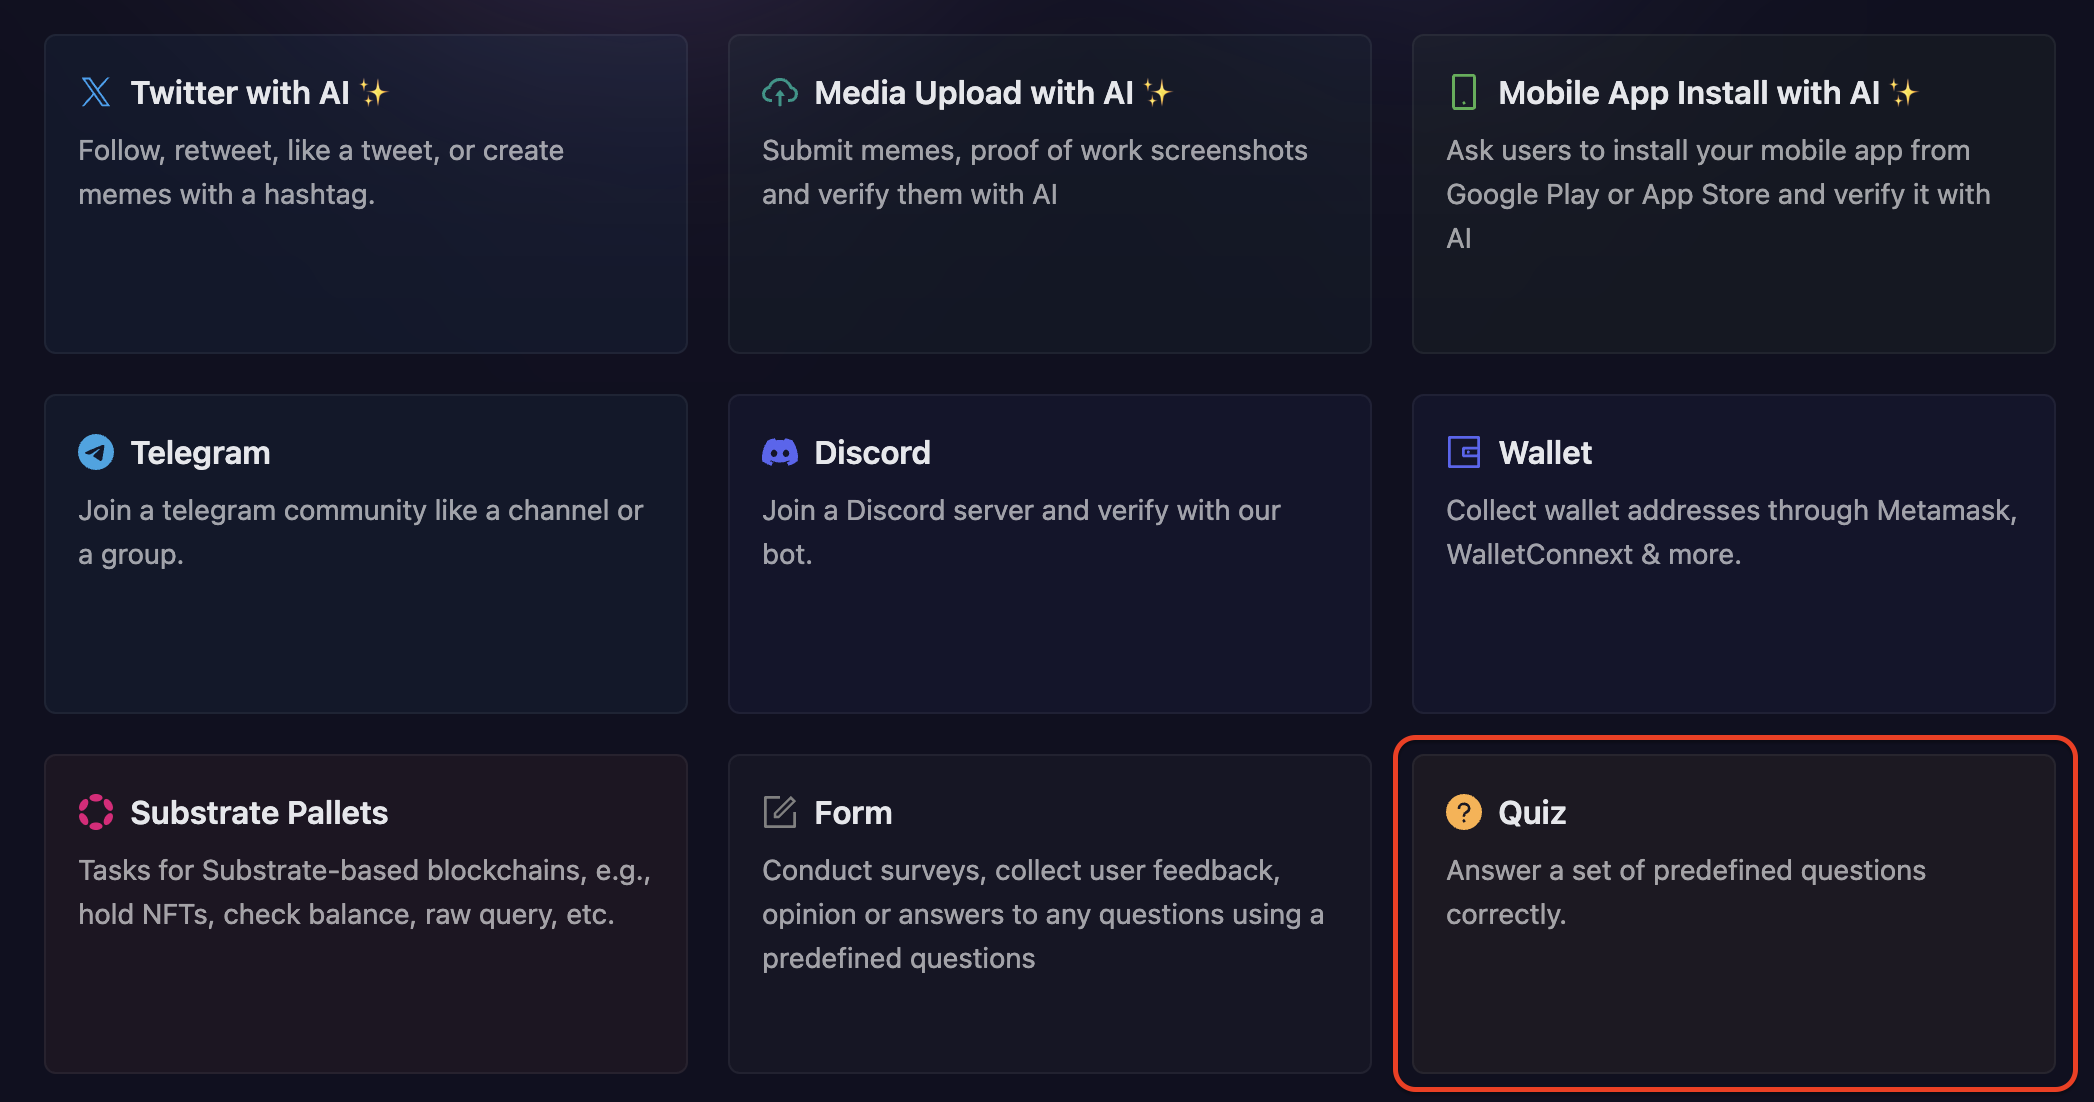 Twitter with AI ✨
Follow, retweet, like a tweet, or create
memes with a hashtag.
Media Upload with AI ✨
Submit memes, proof of work screenshots
and verify them with AI
Mobile App Install with AI ✨
Ask users to install your mobile app from
Google Play or App Store and verify it with
AI
Telegram
Join a telegram community like a channel or
a group.
Discord
Join a Discord server and verify with our
bot.
Wallet
Collect wallet addresses through Metamask,
WalletConnext & more.
Substrate Pallets
Tasks for Substrate-based blockchains, e.g.,
hold NFTs, check balance, raw query, etc.
Form
Conduct surveys, collect user feedback,
opinion or answers to any questions using a
predefined questions
Quiz
Answer a set of predefined questions
correctly.